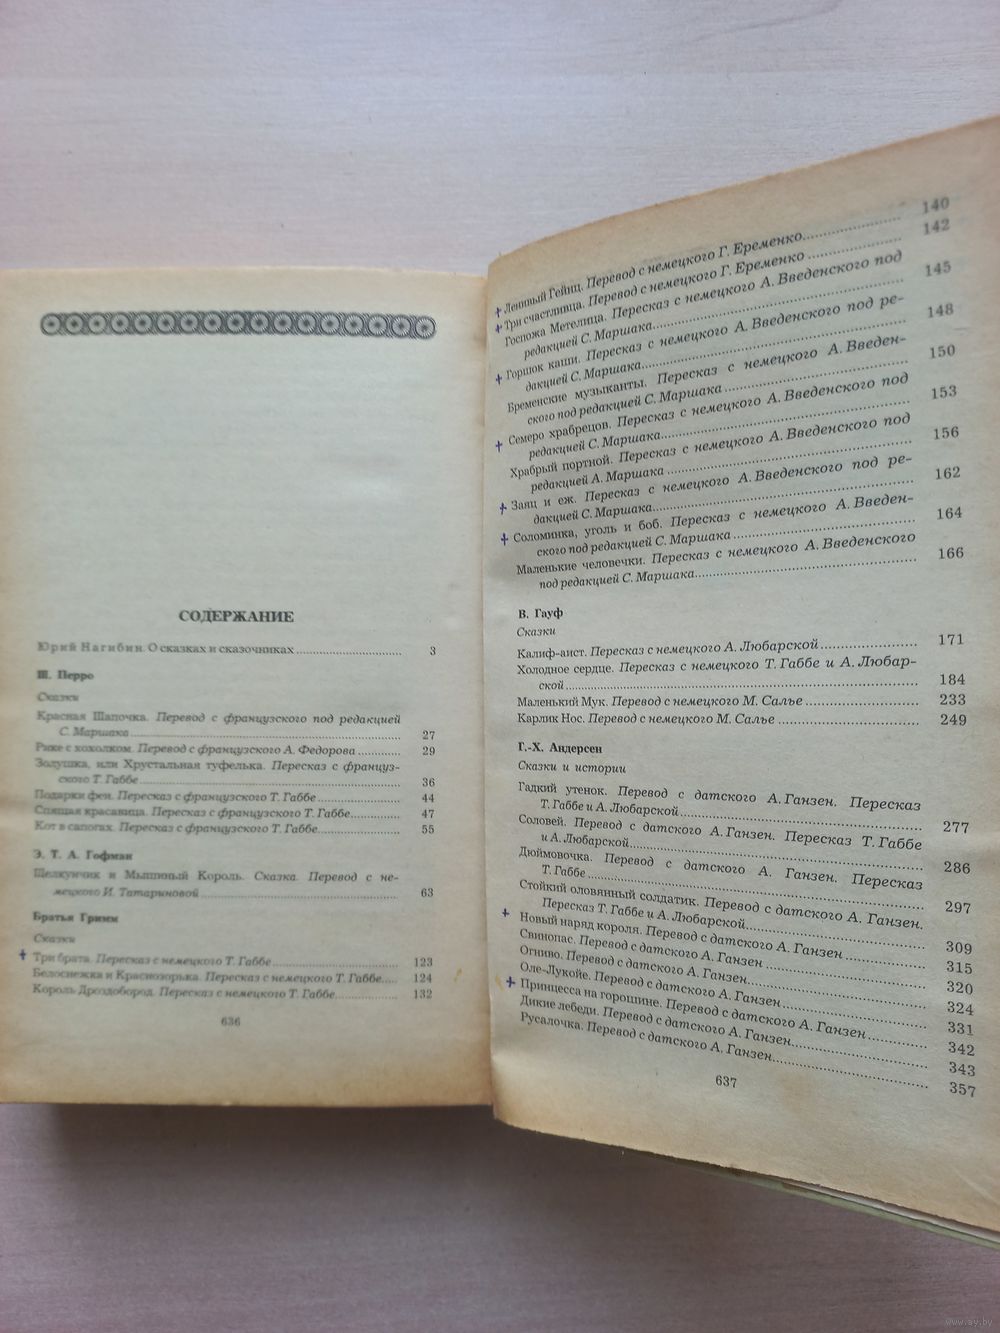 СОДЕРЖАНИЕ
Юрий Нагибин. О сказках и сказочниках 3
Ш. Перро
Сказки
Красная Шапочка. Перевод с французского под редакцией
С. Маршака 27
Рике с хохолком. Перевод с французского А. Федорова 29
Золушка, или Хрустальная туфелька. Пересказ с француз-
ского Т. Габбе 36
Подарки феи. Пересказ с французского Т. Габбе 44
Спящая красавица. Пересказ с французского Т. Габбе 47
Кот в сапогах. Пересказ с французского Т. Габбе 55
Э. Т. А. Гофман
Щелкунчик и Мышиный Король. Сказка. Перевод с не-
мецкого И. Татариновой 63
Братья Гримм
Сказки
Три брата. Пересказ с немецкого Т. Габбе 123
Белоснежка и Краснозорька. Пересказ с немецкого Т. Габбе 124
Король Дроздобород. Пересказ с немецкого Т. Габбе 132
636
Ленивый Гейнц. Перевод с немецкого Г. Еременко 140
Три счастлица. Перевод с немецкого Г. Еременко 142
Госпожа Метелица. Пересказ с немецкого А. Введенского под
редакцией С. Маршака 145
Горшок каши. Пересказ с немецкого А. Введенского под ре-
дакцией С. Маршака 148
Бременские музыканты. Пересказ с немецкого А. Введен-
ского под редакцией С. Маршака 150
Семеро храбрецов. Пересказ с немецкого А. Введенского под
редакцией С. Маршака 153
Храбрый портной. Пересказ с немецкого А. Введенского под
редакцией А. Маршака 156
Заяц и еж. Пересказ с немецкого А. Введенского под ре-
дакцией С. Маршака 162
Соломинка, уголь и боб. Пересказ с немецкого А. Введен-
ского под редакцией С. Маршака 164
Маленькие человечки. Пересказ с немецкого А. Введенского
под редакцией С. Маршака 166
В. Гауф
Сказки
Калиф-аист. Пересказ с немецкого А. Любарской 171
Холодное сердце. Пересказ с немецкого Т. Габбе и А. Любар-
ской 184
Маленький Мук. Перевод с немецкого М. Салье 233
Карлик Нос. Перевод с немецкого М. Салье 249
Г.-Х. Андерсен
Сказки и истории
Гадкий утенок. Перевод с датского А. Ганзен. Пересказ
Т. Габбе и А. Любарской 277
Соловей. Перевод с датского А. Ганзен. Пересказ Т. Габбе
и А. Любарской 286
Дюймовочка. Перевод с датского А. Ганзен. Пересказ
Т. Габбе 297
Стойкий оловянный солдатик. Перевод с датского А. Ганзен.
Пересказ Т. Габбе и А. Любарской 309
Новый наряд короля. Перевод с датского А. Ганзен 315
Свинопас. Перевод с датского А. Ганзен 320
Огниво. Перевод с датского А. Ганзен 324
Оле-Лукойе. Перевод с датского А. Ганзен 331
Принцесса на горошине. Перевод с датского А. Ганзен 342
Дикие лебеди. Перевод с датского А. Ганзен 343
Русалочка. Перевод с датского А. Ганзен 357
637
www.ay.by